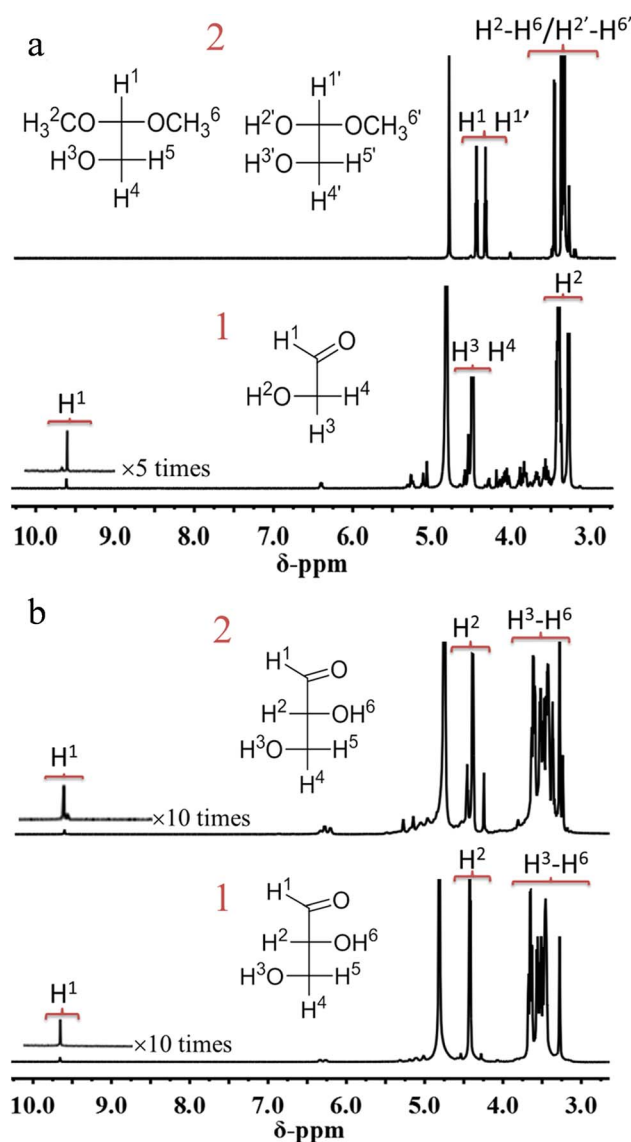 a
2
H²-H⁶/H²′-H⁶′
H¹ H¹′
H¹
H₃²CO OCH₃⁶
H³O H⁵
H⁴
H¹′
H²′O OCH₃⁶′
H³′O H⁵′
H⁴′
1
H¹ O
H²O H⁴
H³
H²
H³ H⁴
H¹
×5 times
10.0 9.0 8.0 7.0 6.0 5.0 4.0 3.0
δ-ppm
b
2
H¹ O
H² OH⁶
H³O H⁵
H⁴
H²
H³-H⁶
H¹
×10 times
1
H¹ O
H² OH⁶
H³O H⁵
H⁴
H²
H³-H⁶
H¹
×10 times
10.0 9.0 8.0 7.0 6.0 5.0 4.0 3.0
δ-ppm